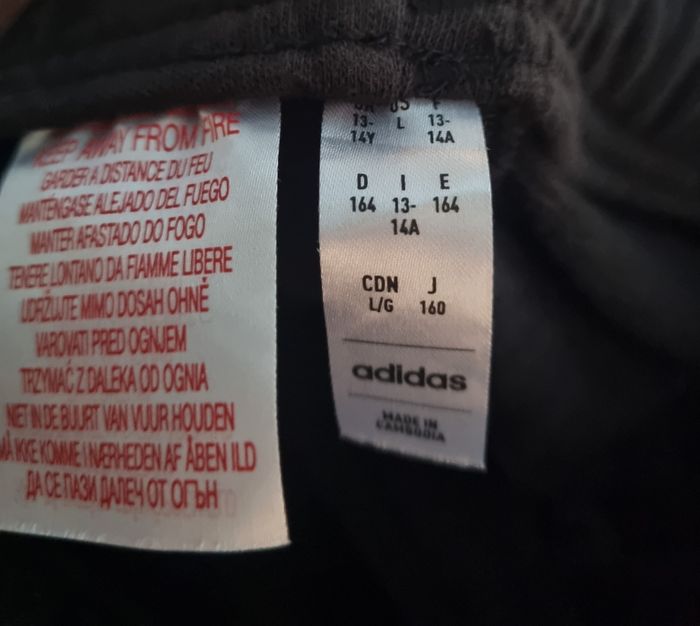 KEEP AWAY FROM FIRE
GARDER A DISTANCE DU FEU
MANTÉNGASE ALEJADO DEL FUEGO
MANTER AFASTADO DO FOGO
TENERE LONTANO DA FIAMME LIBERE
UDRŽUJTE MIMO DOSAH OHNĚ
VAROVATI PRED OGNJEM
TRZYMAĆ Z DALEKA OD OGNIA
NIET IN DE BUURT VAN VUUR HOUDEN
MÅ IKKE KOMME I NÆRHEDEN AF ÅBEN ILD
ДА СЕ ПАЗИ ДАЛЕЧ ОТ ОГЪН
US F
13- L 13-
14Y 14A
D I E
164 13- 164
14A
CDN J
L/G 160
adidas
MADE IN
CAMBODIA